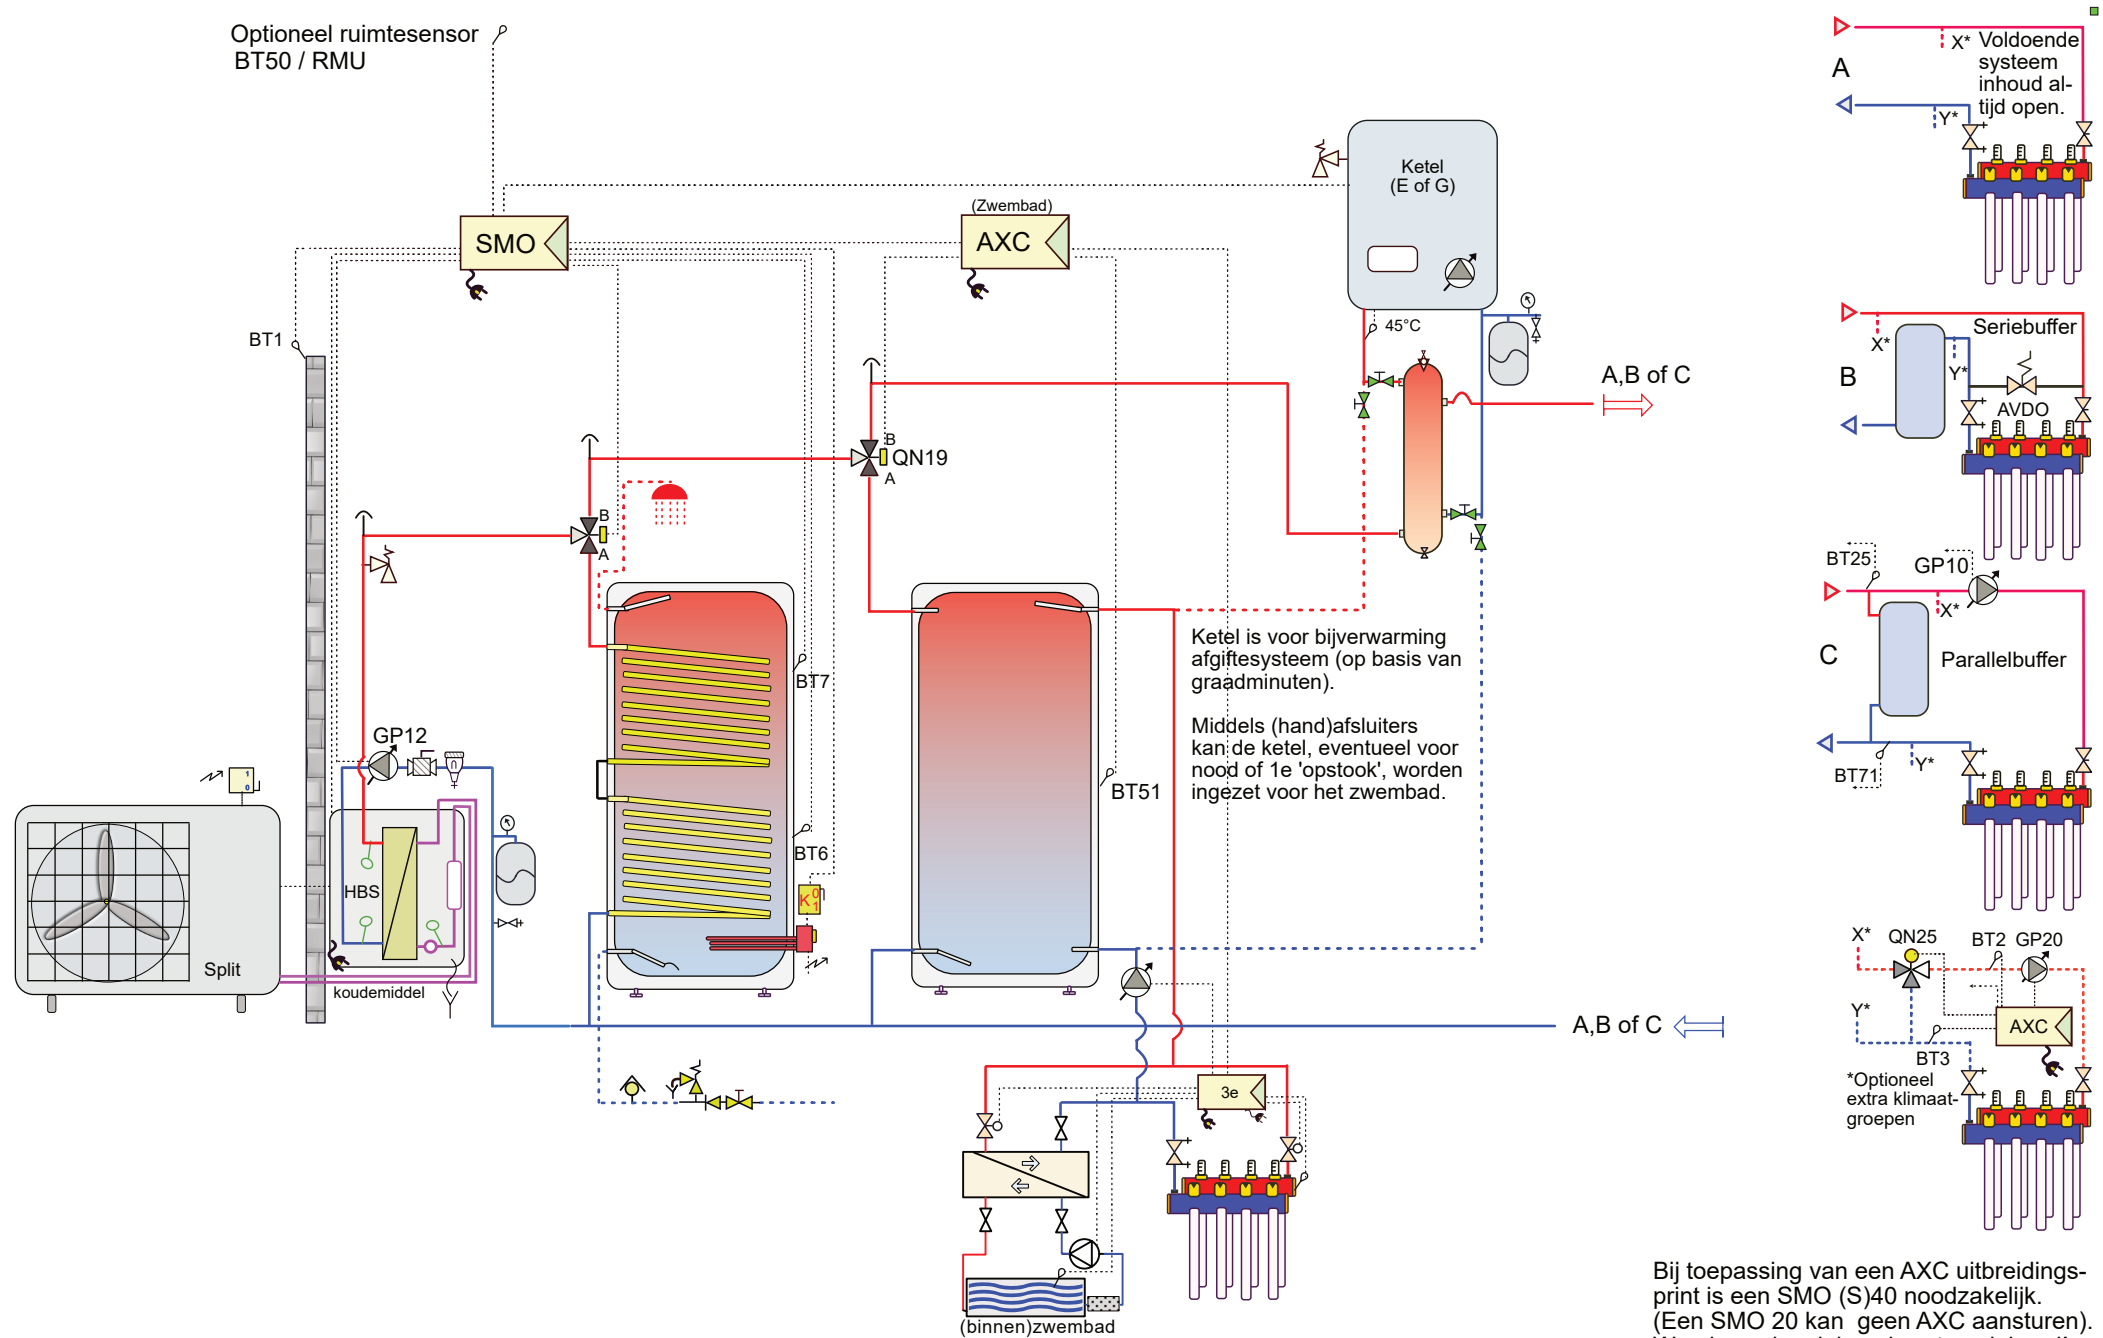 Optioneel ruimtesensor
BT50 / RMU
SMO
(Zwembad)
AXC
Ketel
(E of G)
45°C
A,B of C
BT1
B
QN19
A
B
A
BT7
GP12
BT51
BT6
K 0
1
1
0
HBS
Split
koudemiddel
Ketel is voor bijverwarming
afgiftesysteem (op basis van
graadminuten).
Middels (hand)afsluiters
kan de ketel, eventueel voor
nood of 1e 'opstook', worden
ingezet voor het zwembad.
A,B of C
3e
(binnen)zwembad
X*
Voldoende
systeem
inhoud al-
tijd open.
A
Y*
Seriebuffer
X*
Y*
B
AVDO
BT25
GP10
X*
C
Parallelbuffer
BT71
Y*
X*
QN25
BT2
GP20
Y*
AXC
BT3
*Optioneel
extra klimaat-
groepen
Bij toepassing van een AXC uitbreidings-
print is een SMO (S)40 noodzakelijk.
(Een SMO 20 kan geen AXC aansturen).